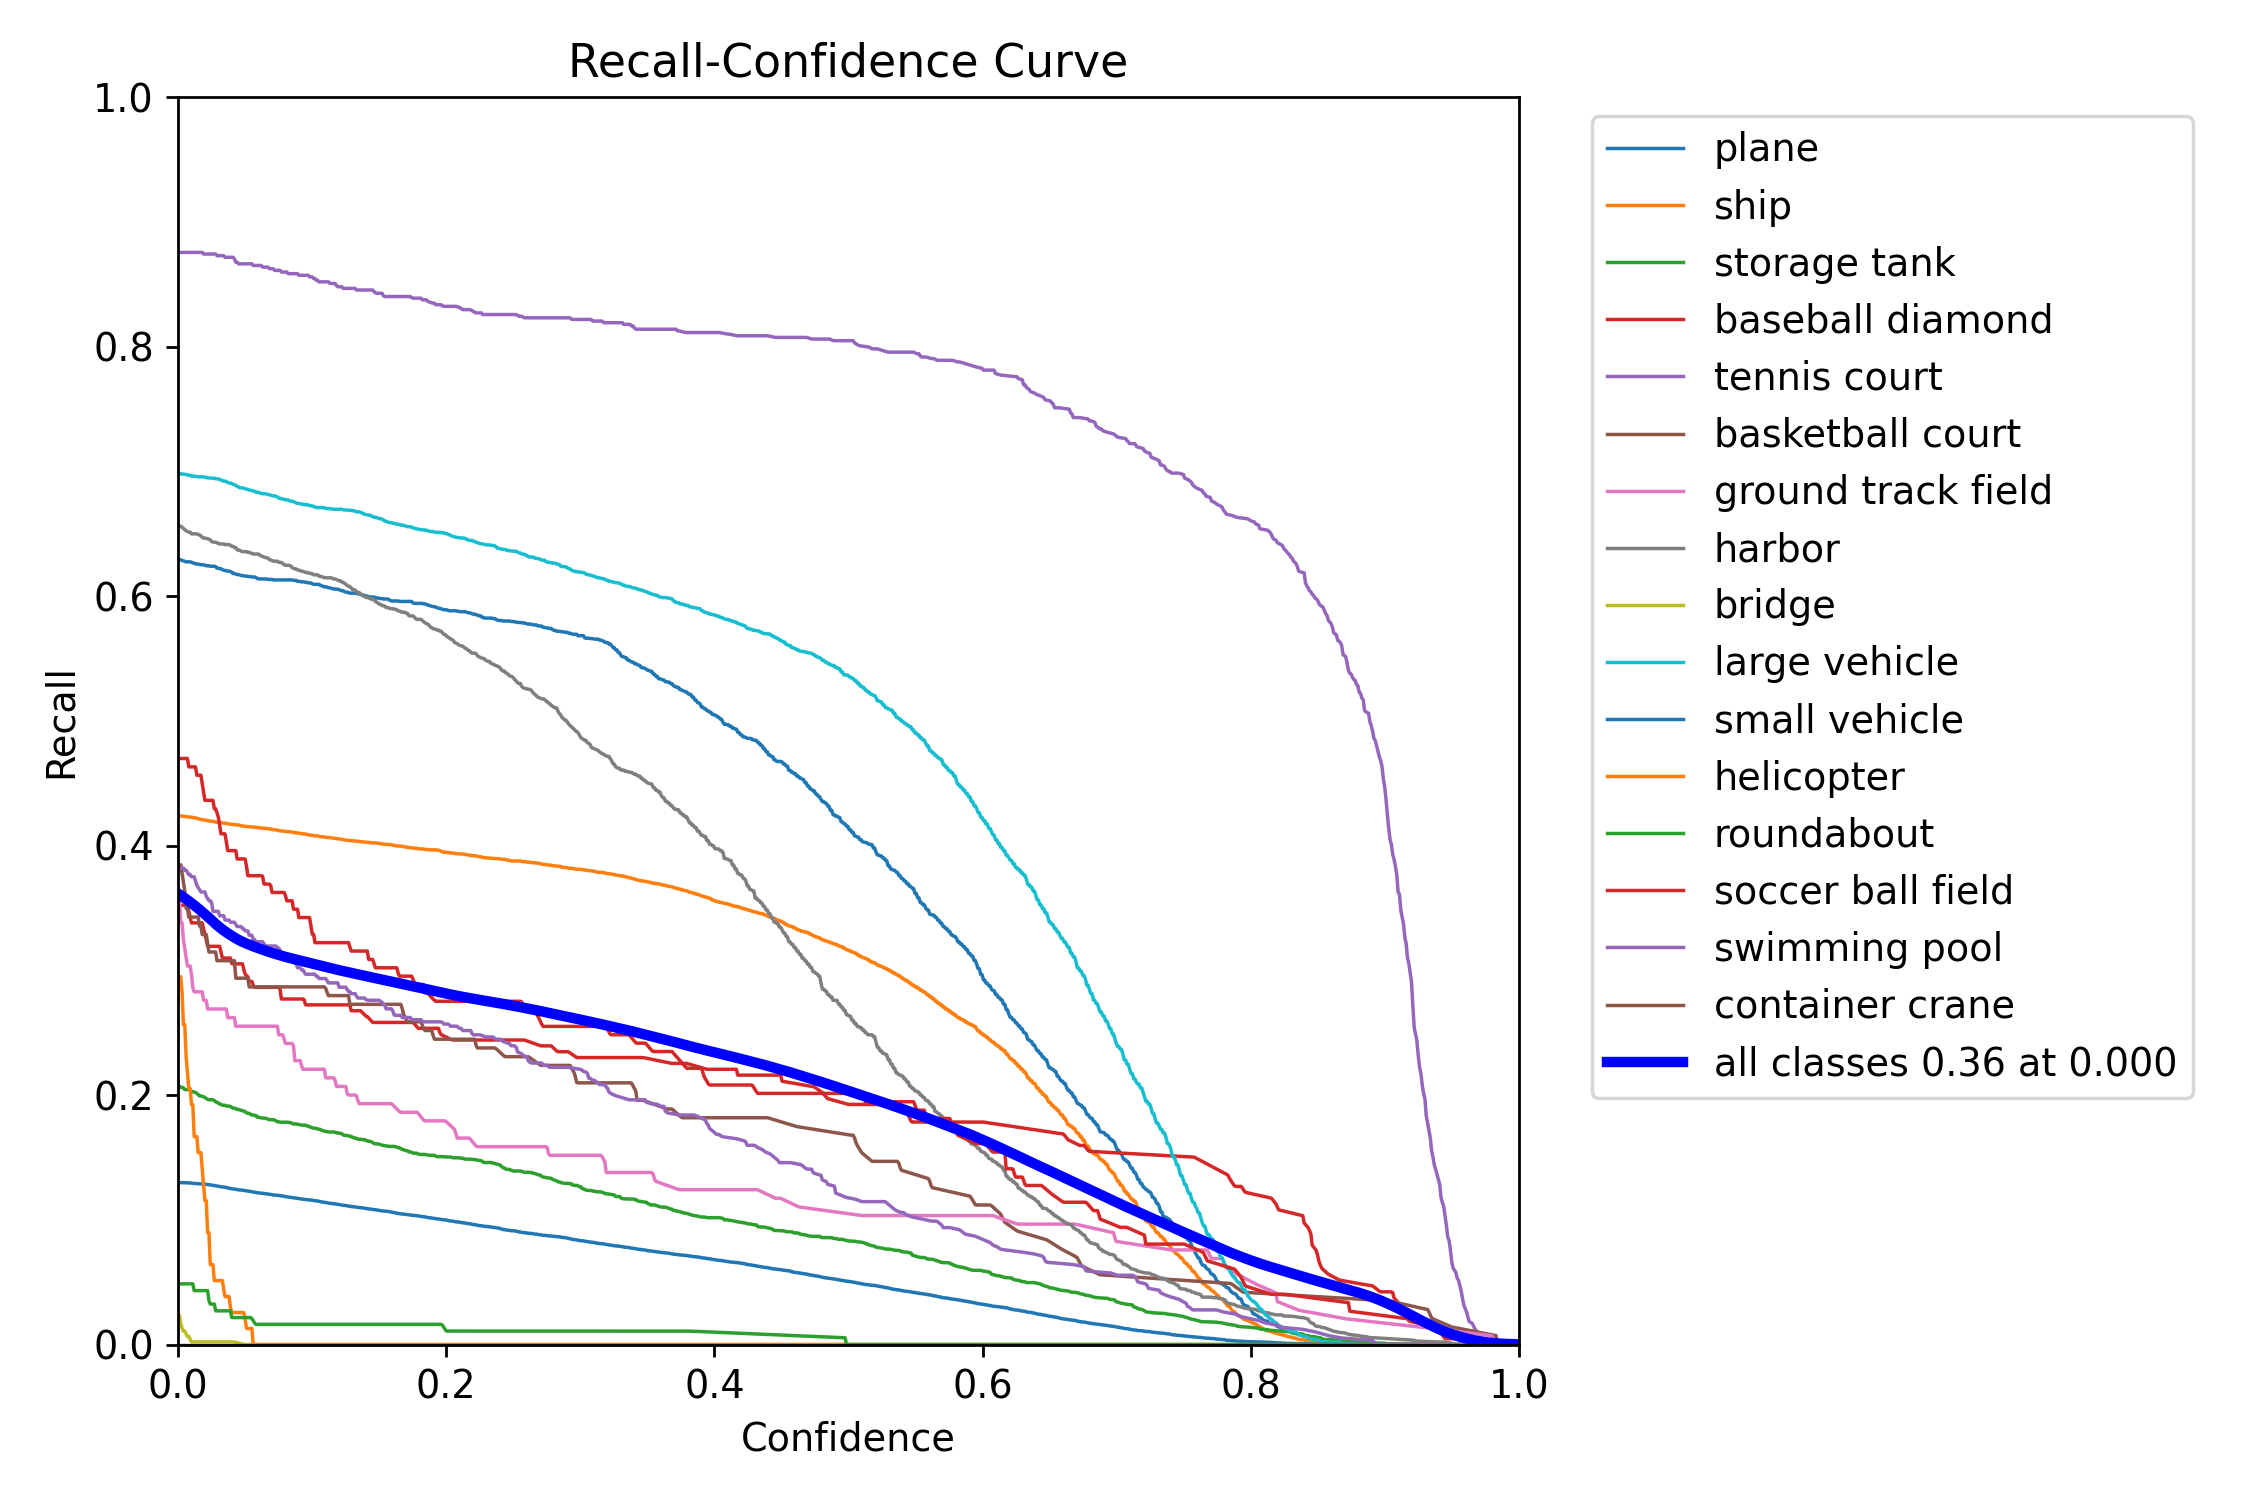 Recall-Confidence Curve
1.0
0.8
0.6
0.4
0.2
0.0
Recall
0.0 0.2 0.4 0.6 0.8 1.0
Confidence
plane
ship
storage tank
baseball diamond
tennis court
basketball court
ground track field
harbor
bridge
large vehicle
small vehicle
helicopter
roundabout
soccer ball field
swimming pool
container crane
all classes 0.36 at 0.000